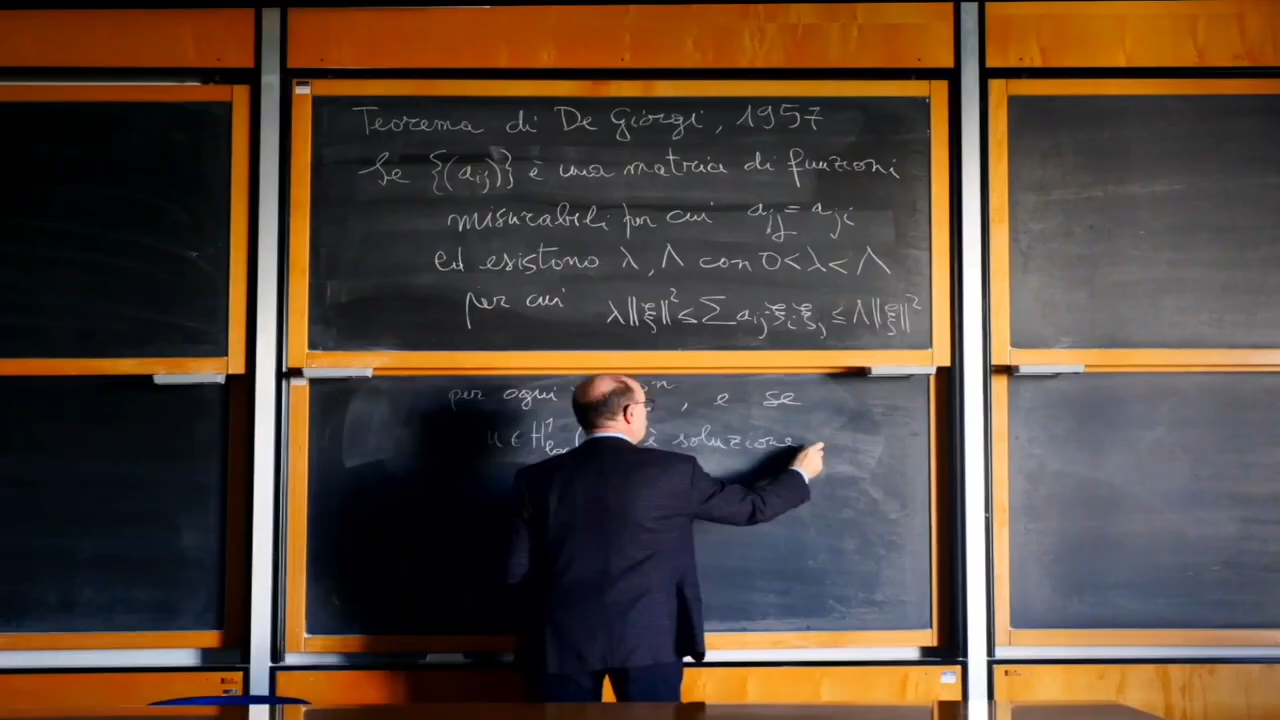 Teorema di De Giorgi, 1957
Se {(aij)} è una matrice di funzioni
misurabili per cui aij = aji
ed esistono λ, Λ con 0<λ<Λ
per cui λ‖ξ‖² ≤ ∑ aij ξi ξj ≤ Λ‖ξ‖²
per ogni , e se
u ∈ H¹loc è soluzione